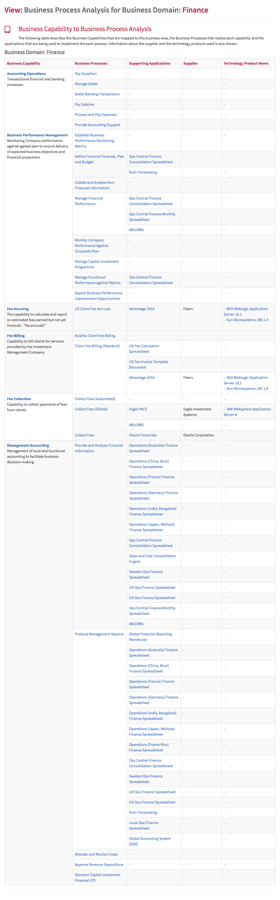 View: Business Process Analysis for Business Domain: Finance
Business Capability to Business Process Analysis
The following table describes the Business Capabilities that are mapped to this business area, the Business Processes that realise each capability and the
applications that are being used to implement this each process. Information about the supplier and the technology products used is also shown.
Business Domain: Finance
Business Capability Business Processes Supporting Applications Supplier Technology Product Name
Accounting Operations
Transactional financial and banking
processes
Pay Suppliers - - -
Manage Debts - - -
Settle Banking Transactions - - -
Pay Salaries - - -
Process and Pay Expenses - - -
Provide Accounting Support - - -
Business Performance Management
Monitoring Company performance
against agreed plan to ensure delivery
of expected business objectives and
financial projections
Establish Business
Performance Monitoring
Metrics
- - -
Define Financial Forecast, Plan
and Budget
Ops Central Finance
Consolidation Spreadsheet
- -
FinAt Forecasting - -
Collate and Analyse Non-
Financial Information
- - -
Manage Financial
Performance
Ops Central Finance
Consolidation Spreadsheet
- -
Ops Central Finance Monthly
Spreadsheet
- -
ABU/RBU - -
Monitor Company
Performance Against
Corporate Plan
- - -
Manage Capital Investment
Programme
- - -
Manage Functional
Performance against Metrics
Ops Central Finance
Consolidation Spreadsheet
- -
Exploit Business Performance
Improvement Opportunities
- - -
Fee Accruing
The capability to calculate and report
on estimated fees earned but not yet
invoiced - "fee accruals"
US Client Fee Accruals
Advantage 2014
Fiserv
- BEA Weblogic Application
Server 10.1
- Sun Microsystems JRE 1.4
Fee Billing
Capability to bill clients for services
provided by the Investment
Management Company
AsiaPac Client Fee Billing - - -
Client Fee Billing (Standard)
US Fee Calculation
Spreadsheet
- -
US Fee Invoice Template
Document
- -
Advantage 2014
Fiserv
- BEA Weblogic Application
Server 10.1
- Sun Microsystems JRE 1.4
Fee Collection
Capability to collect payments of fees
from clients
Collect Fees (Automated) - - -
Collect Fees (Global)
Eagle PACE
Eagle Investment
Systems
- IBM Websphere Application
Server 6
ABU/RBU - -
Collect Fees Oracle Financials Oracle Corporation -
Management Accounting
Management of local and functional
accounting to facilitate business
decision-making
Provide and Analyse Financial
Information
Operations (Australia) Finance
Spreadsheet
- -
Operations (China, Wuxi)
Finance Spreadsheet
- -
Operations (France) Finance
Spreadsheet
- -
Operations (Germany) Finance
Spreadsheet
- -
Operations (India, Bangalore)
Finance Spreadsheet
- -
Operations (Japan, Maihara)
Finance Spreadsheet
- -
Ops Central Finance
Consolidation Spreadsheet
- -
Sales and Cost Consolidation
Engine
- -
Sweden Ops Finance
Spreadsheet
- -
UK Ops Finance Spreadsheet - -
US Ops Finance Spreadsheet - -
Ops Central Finance Monthly
Spreadsheet
- -
ABU/RBU - -
Produce Management Reports
Global Financial Reporting
Warehouse
- -
Operations (Australia) Finance
Spreadsheet
- -
Operations (China, Wuxi)
Finance Spreadsheet
- -
Operations (France) Finance
Spreadsheet
- -
Operations (Germany) Finance
Spreadsheet
- -
Operations (India, Bangalore)
Finance Spreadsheet
- -
Operations (Japan, Maihara)
Finance Spreadsheet
- -
Operations (Puerto Rico)
Finance Spreadsheet
- -
Ops Central Finance
Consolidation Spreadsheet
- -
Sweden Ops Finance
Spreadsheet
- -
UK Ops Finance Spreadsheet - -
US Ops Finance Spreadsheet - -
FinAt Forecasting - -
Local Ops Finance
Spreadsheet
- -
Global Accounting System
(GAS)
- -
Allocate and Monitor Costs - - -
Approve Revenue Expenditure - - -
Sanction Capital Investment
Proposal (IP)
- - -